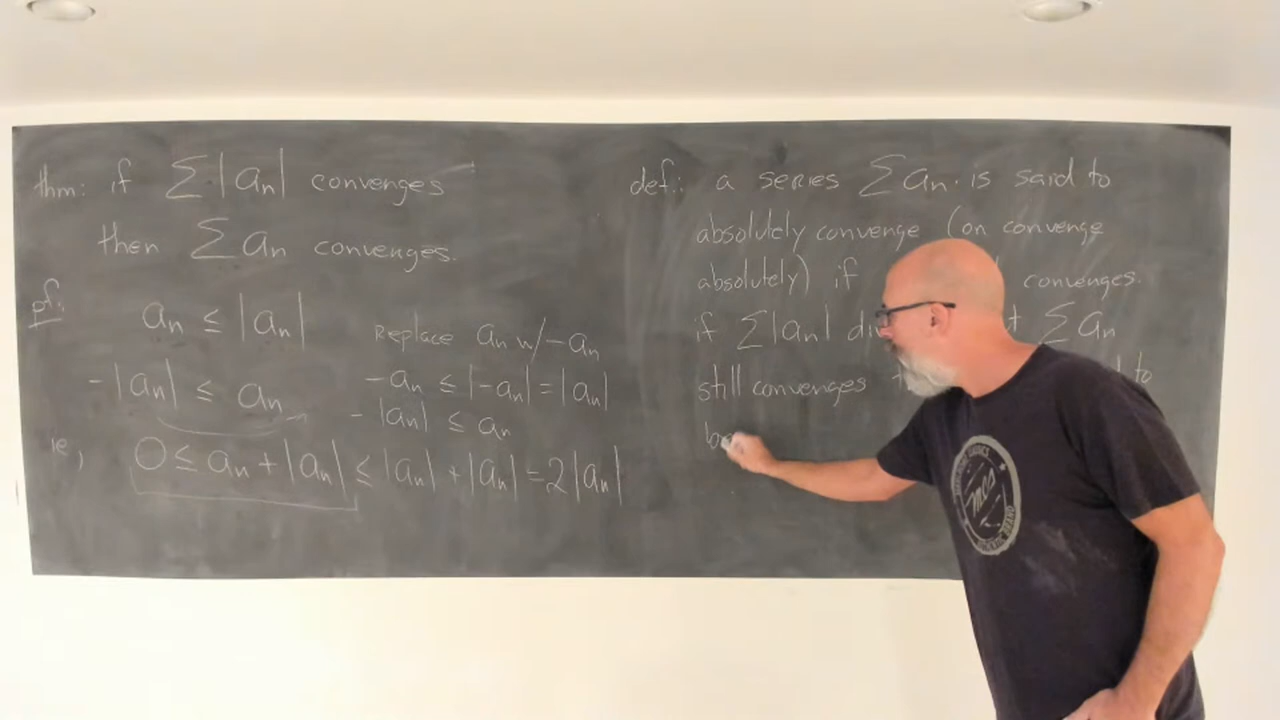 thm: if ∑|an| converges
then ∑an converges.
pf:
an ≤ |an|
-|an| ≤ an
ie,
0 ≤ an + |an| ≤ |an| + |an| = 2|an|
Replace an w/ -an
-an ≤ |-an| = |an|
-|an| ≤ an
def: a series ∑an is said to
absolutely converge (or converge
absolutely) if converges.
if ∑|an| ∑an
still converges to
mcs